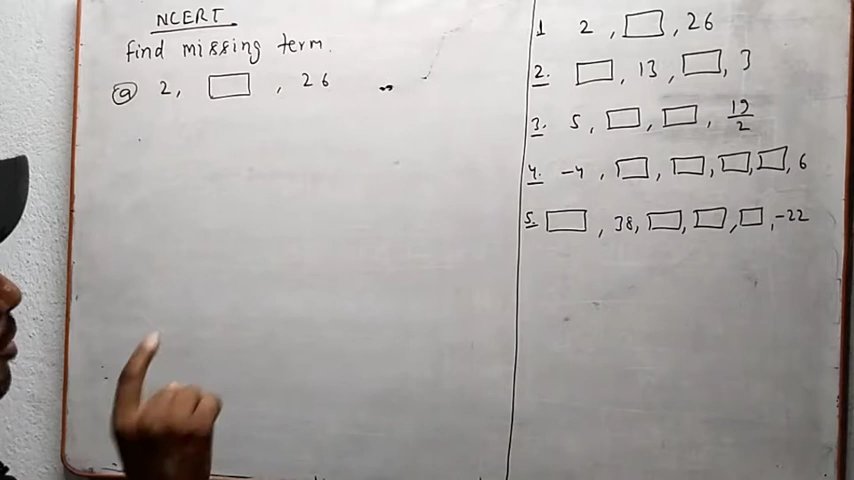 NCERT
find missing term.
(a) 2, □, 26
1 2, □, 26
2. □, 13, □, 3
3. 5, □, □, 19/2
4. -4, □, □, □, □, 6
5. □, 38, □, □, □, -22